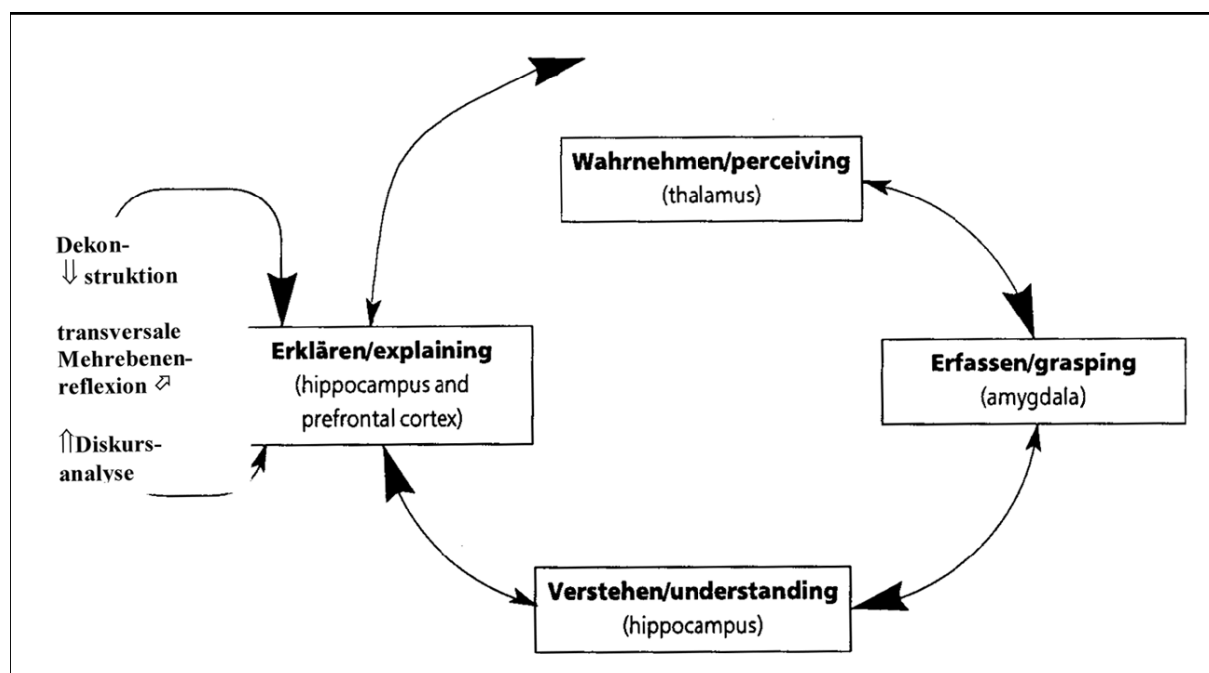 Wahrnehmen/perceiving
(thalamus)
Dekon-
⇓ struktion
transversale
Mehrebenen-
reflexion ⬀
⇑Diskurs-
analyse
Erklären/explaining
(hippocampus and
prefrontal cortex)
Erfassen/grasping
(amygdala)
Verstehen/understanding
(hippocampus)